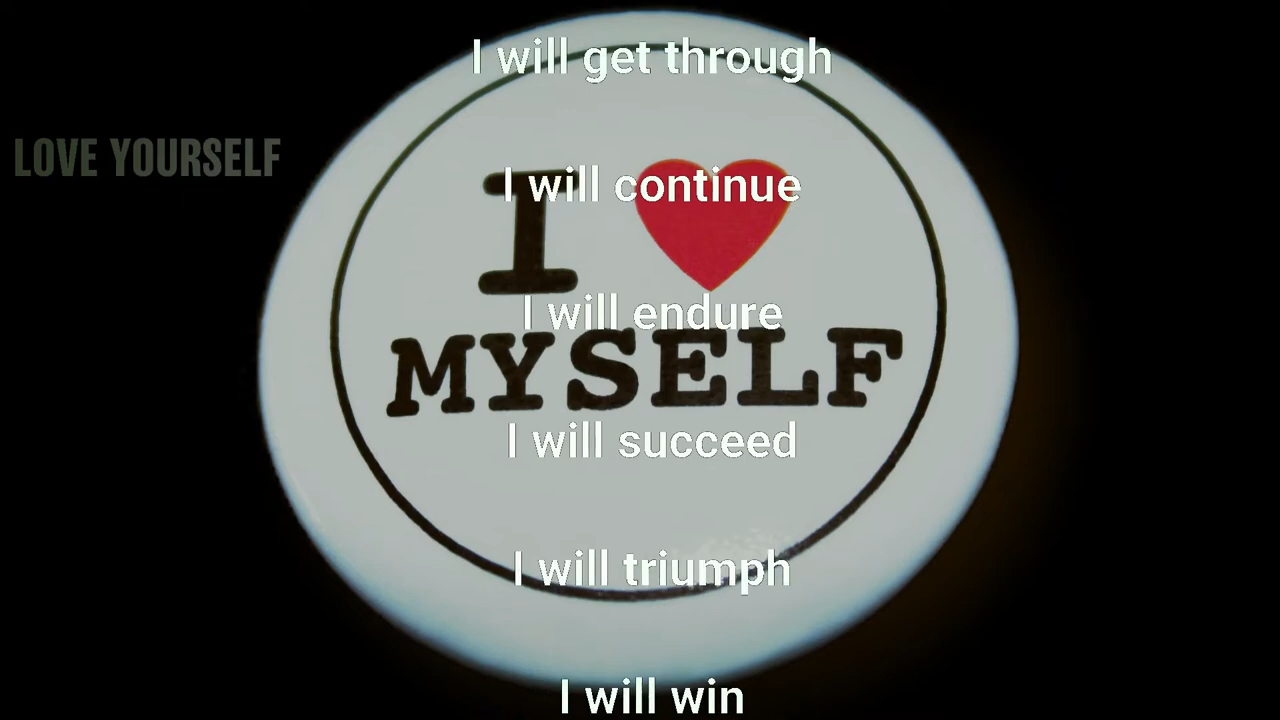 I will get through
LOVE YOURSELF
I will continue
I ❤
I will endure
MYSELF
I will succeed
I will triumph
I will win